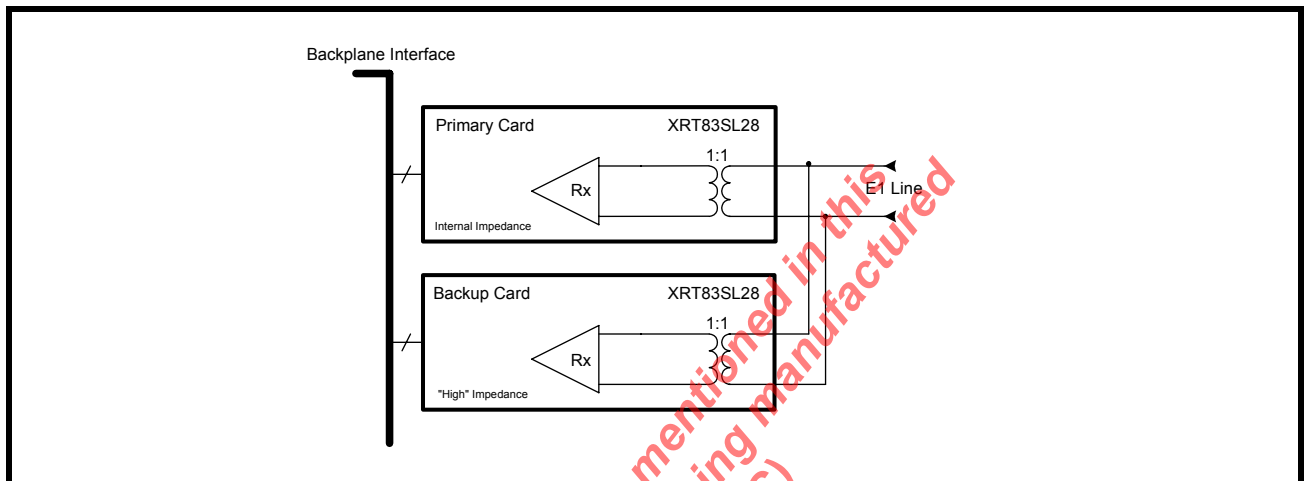 Backplane Interface
Primary Card XRT83SL28
1:1
Rx
E1 Line
Internal Impedance
Backup Card XRT83SL28
1:1
Rx
"High" Impedance
mentioned in this
ing manufactured